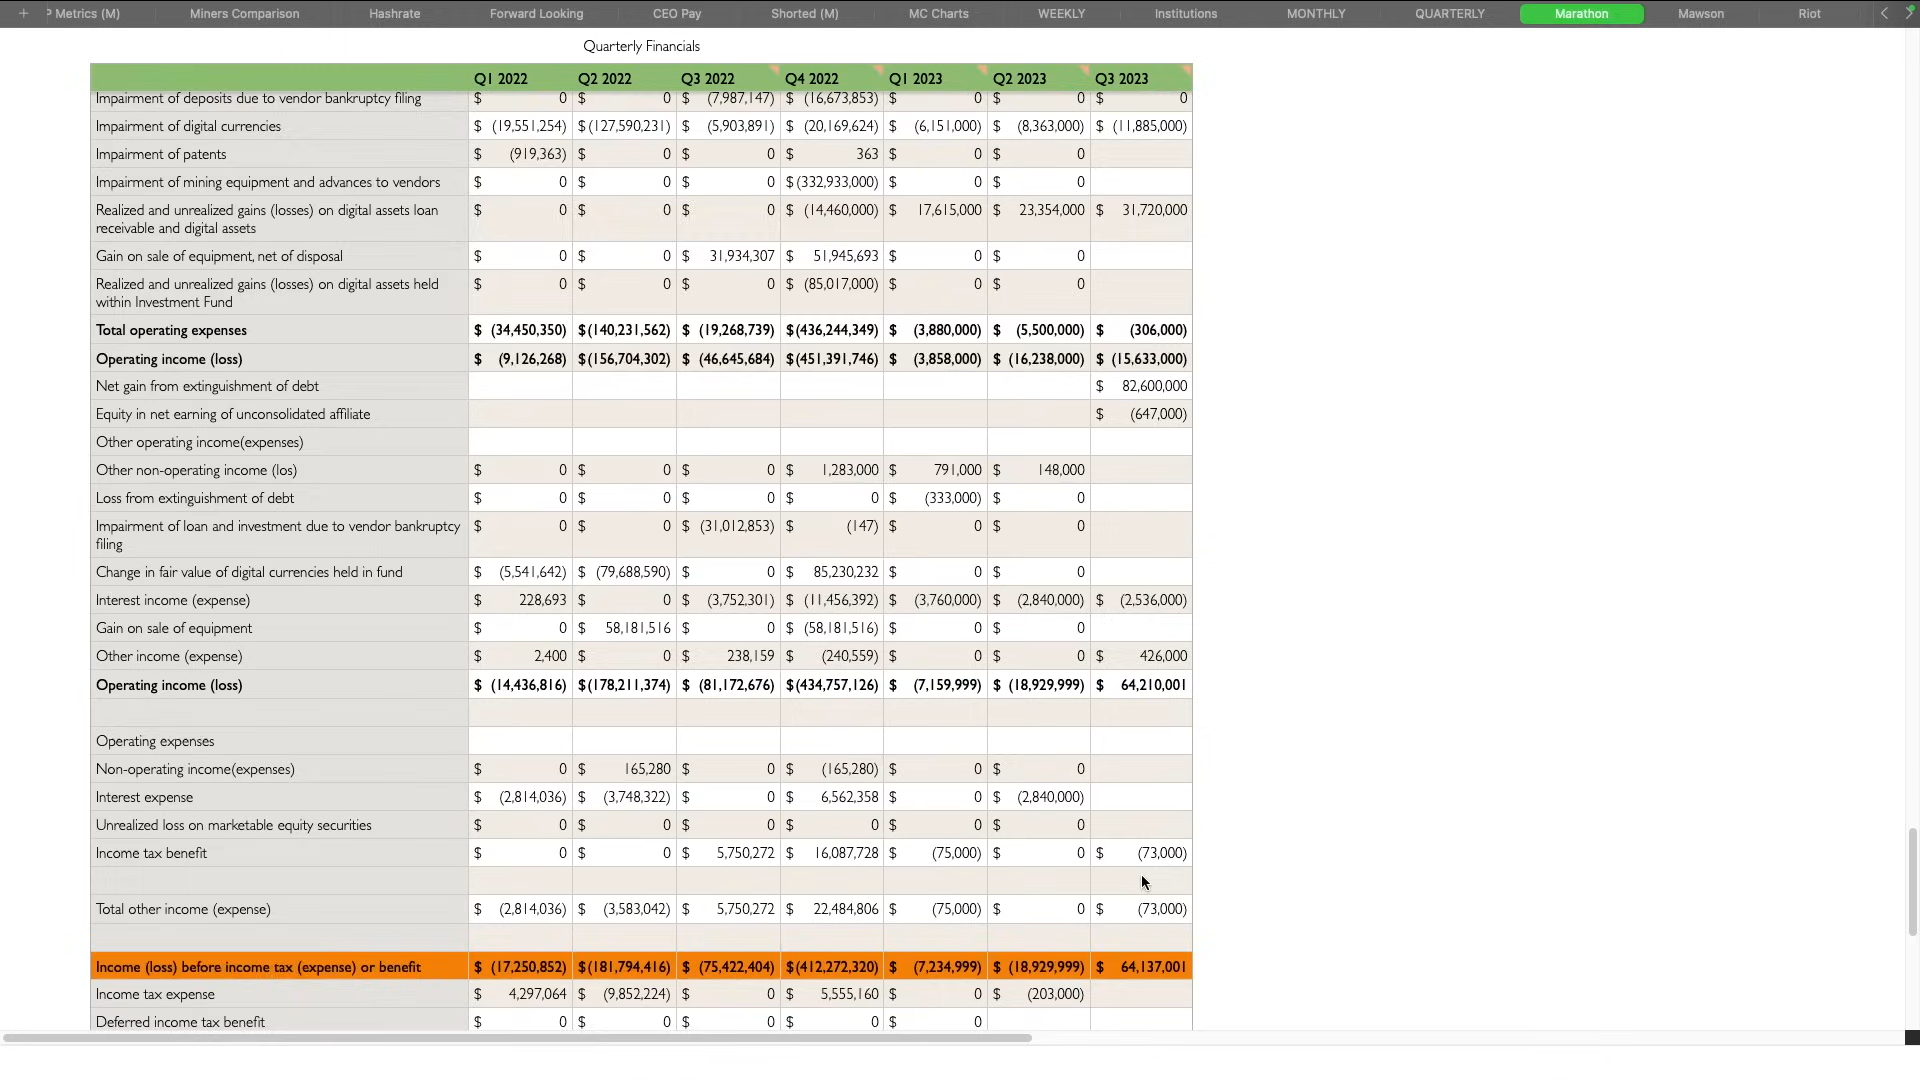 + P Metrics (M) Miners Comparison Hashrate Forward Looking CEO Pay Shorted (M) MC Charts WEEKLY Institutions MONTHLY QUARTERLY Marathon Mawson Riot
Quarterly Financials
Q1 2022 Q2 2022 Q3 2022 Q4 2022 Q1 2023 Q2 2023 Q3 2023
Impairment of deposits due to vendor bankruptcy filing $ 0 $ 0 $ (7,987,147) $ (16,673,853) $ 0 $ 0 $ 0
Impairment of digital currencies $ (19,551,254) $ (127,590,231) $ (5,903,891) $ (20,169,624) $ (6,151,000) $ (8,363,000) $ (11,885,000)
Impairment of patents $ (919,363) $ 0 $ 0 $ 363 $ 0 $ 0
Impairment of mining equipment and advances to vendors $ 0 $ 0 $ 0 $ (332,933,000) $ 0 $ 0
Realized and unrealized gains (losses) on digital assets loan $ 0 $ 0 $ 0 $ (14,460,000) $ 17,615,000 $ 23,354,000 $ 31,720,000
receivable and digital assets
Gain on sale of equipment, net of disposal $ 0 $ 0 $ 31,934,307 $ 51,945,693 $ 0 $ 0
Realized and unrealized gains (losses) on digital assets held $ 0 $ 0 $ 0 $ (85,017,000) $ 0 $ 0
within Investment Fund
Total operating expenses $ (34,450,350) $ (140,231,562) $ (19,268,739) $ (436,244,349) $ (3,880,000) $ (5,500,000) $ (306,000)
Operating income (loss) $ (9,126,268) $ (156,704,302) $ (46,645,684) $ (451,391,746) $ (3,858,000) $ (16,238,000) $ (15,633,000)
Net gain from extinguishment of debt $ 82,600,000
Equity in net earning of unconsolidated affiliate $ (647,000)
Other operating income(expenses)
Other non-operating income (los) $ 0 $ 0 $ 0 $ 1,283,000 $ 791,000 $ 148,000
Loss from extinguishment of debt $ 0 $ 0 $ 0 $ 0 $ (333,000) $ 0
Impairment of loan and investment due to vendor bankruptcy $ 0 $ 0 $ (31,012,853) $ (147) $ 0 $ 0
filing
Change in fair value of digital currencies held in fund $ (5,541,642) $ (79,688,590) $ 0 $ 85,230,232 $ 0 $ 0
Interest income (expense) $ 228,693 $ 0 $ (3,752,301) $ (11,456,392) $ (3,760,000) $ (2,840,000) $ (2,536,000)
Gain on sale of equipment $ 0 $ 58,181,516 $ 0 $ (58,181,516) $ 0 $ 0
Other income (expense) $ 2,400 $ 0 $ 238,159 $ (240,559) $ 0 $ 0 $ 426,000
Operating income (loss) $ (14,436,816) $ (178,211,374) $ (81,172,676) $ (434,757,126) $ (7,159,999) $ (18,929,999) $ 64,210,001
Operating expenses
Non-operating income(expenses) $ 0 $ 165,280 $ 0 $ (165,280) $ 0 $ 0
Interest expense $ (2,814,036) $ (3,748,322) $ 0 $ 6,562,358 $ 0 $ (2,840,000)
Unrealized loss on marketable equity securities $ 0 $ 0 $ 0 $ 0 $ 0 $ 0
Income tax benefit $ 0 $ 0 $ 5,750,272 $ 16,087,728 $ (75,000) $ 0 $ (73,000)
Total other income (expense) $ (2,814,036) $ (3,583,042) $ 5,750,272 $ 22,484,806 $ (75,000) $ 0 $ (73,000)
Income (loss) before income tax (expense) or benefit $ (17,250,852) $ (181,794,416) $ (75,422,404) $ (412,272,320) $ (7,234,999) $ (18,929,999) $ 64,137,001
Income tax expense $ 4,297,064 $ (9,852,224) $ 0 $ 5,555,160 $ 0 $ (203,000)
Deferred income tax benefit $ 0 $ 0 $ 0 $ 0 $ 0